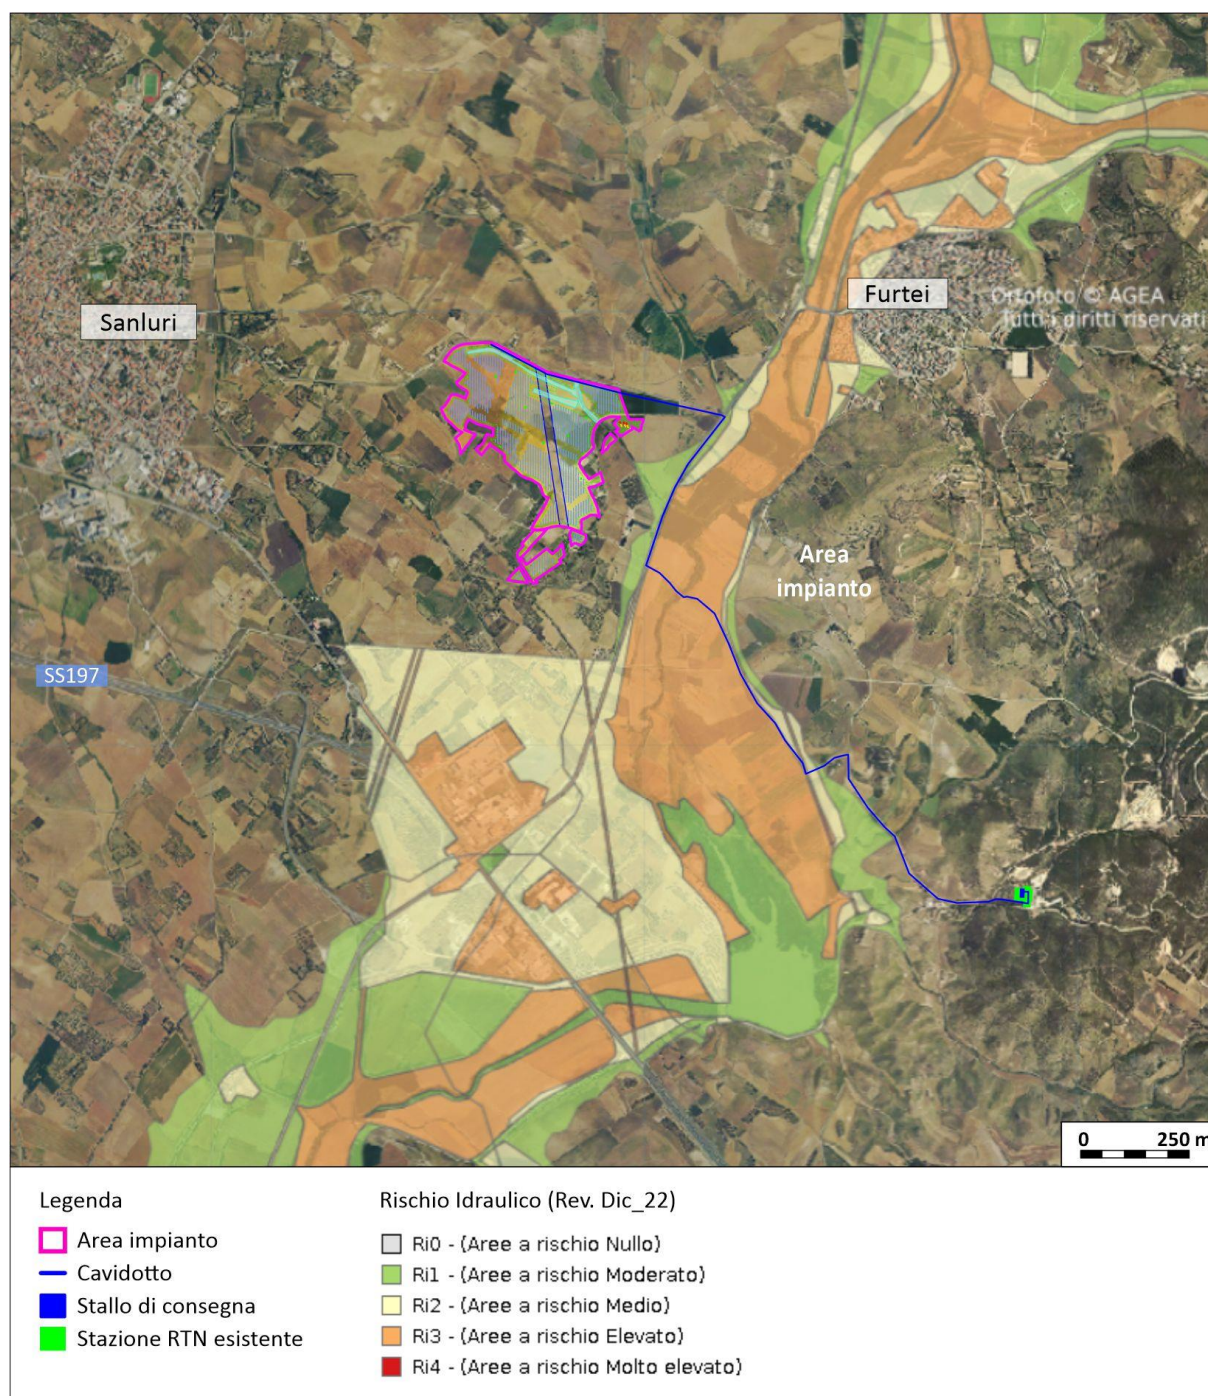 Sanluri
Furtei
Ortofoto © AGEA
Tutti i diritti riservati
Area
impianto
SS197
0 250 m
Legenda
Area impianto
Cavidotto
Stallo di consegna
Stazione RTN esistente
Rischio Idraulico (Rev. Dic_22)
Ri0 - (Aree a rischio Nullo)
Ri1 - (Aree a rischio Moderato)
Ri2 - (Aree a rischio Medio)
Ri3 - (Aree a rischio Elevato)
Ri4 - (Aree a rischio Molto elevato)